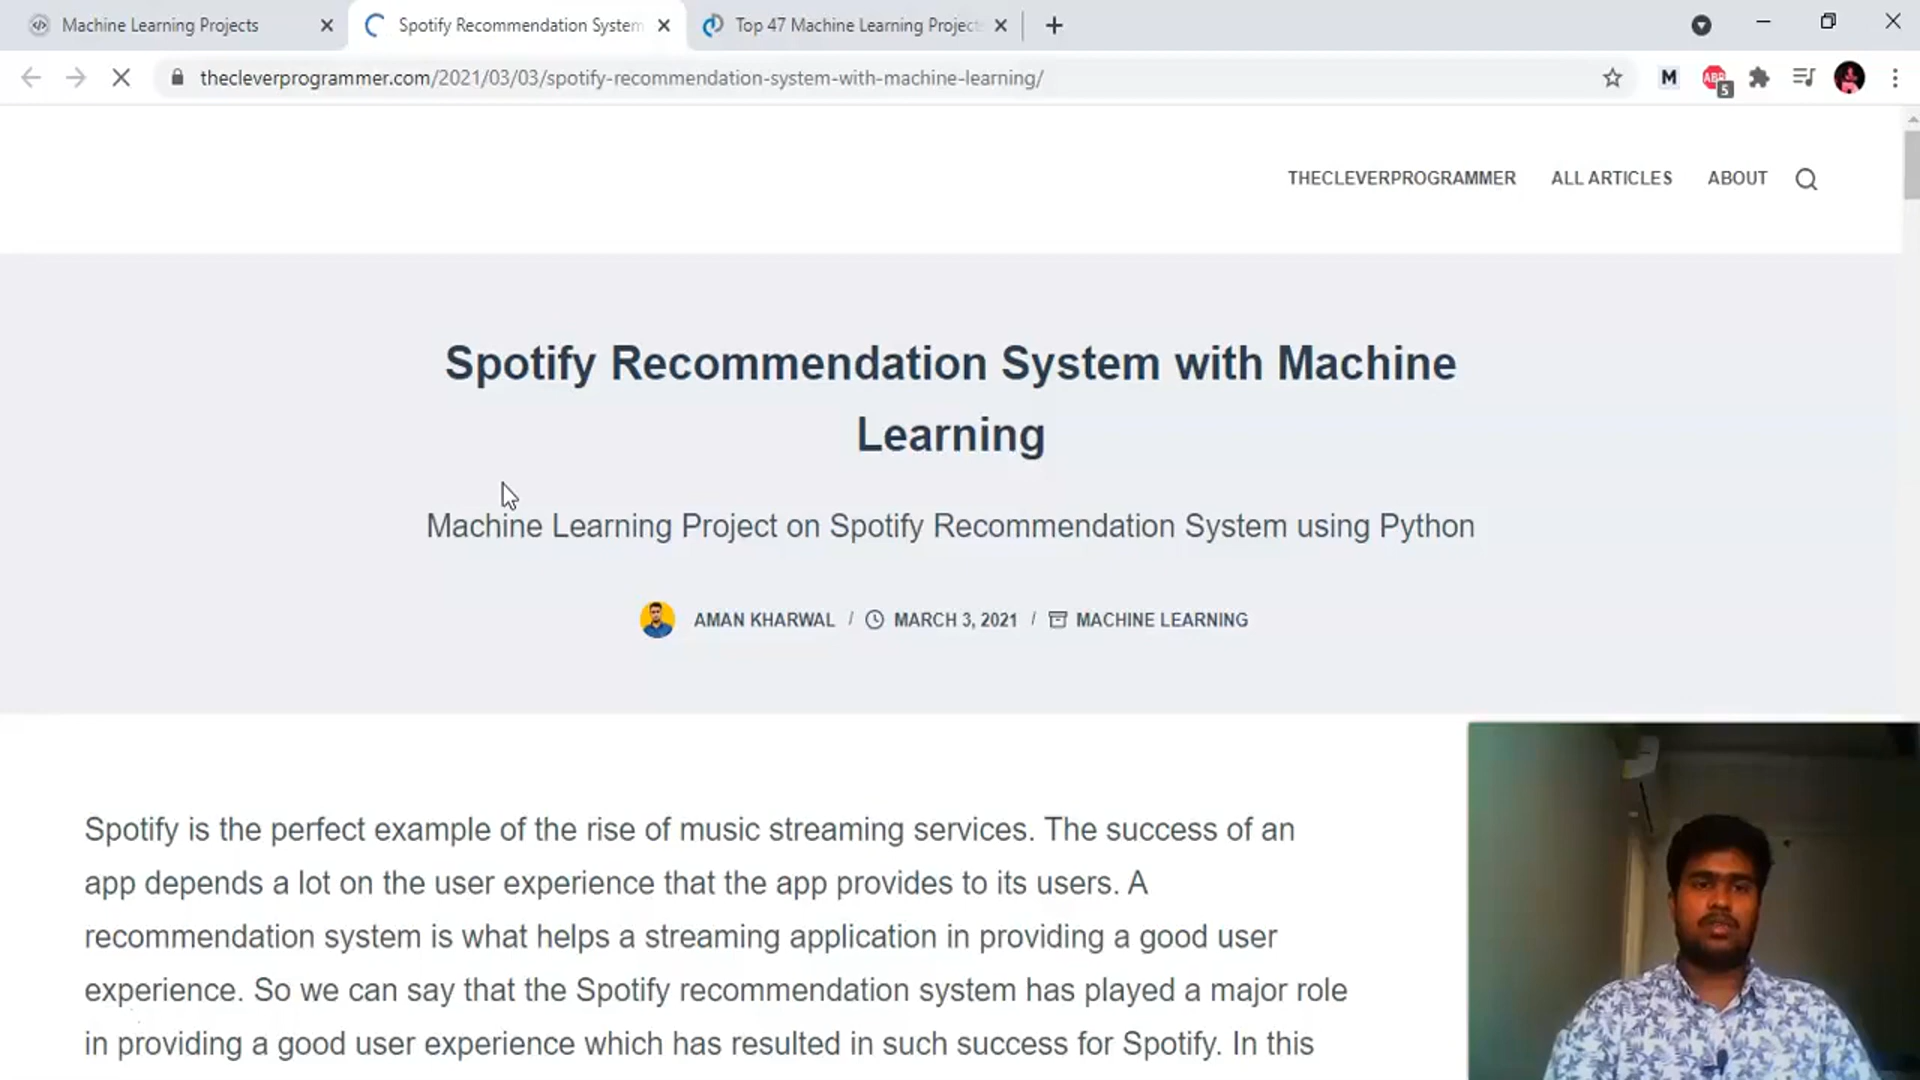 Machine Learning Projects
Spotify Recommendation System
Top 47 Machine Learning Project
thecleverprogrammer.com/2021/03/03/spotify-recommendation-system-with-machine-learning/
M
ABP
5
THECLEVERPROGRAMMER ALL ARTICLES ABOUT
Spotify Recommendation System with Machine
Learning
Machine Learning Project on Spotify Recommendation System using Python
AMAN KHARWAL / MARCH 3, 2021 / MACHINE LEARNING
Spotify is the perfect example of the rise of music streaming services. The success of an
app depends a lot on the user experience that the app provides to its users. A
recommendation system is what helps a streaming application in providing a good user
experience. So we can say that the Spotify recommendation system has played a major role
in providing a good user experience which has resulted in such success for Spotify. In this